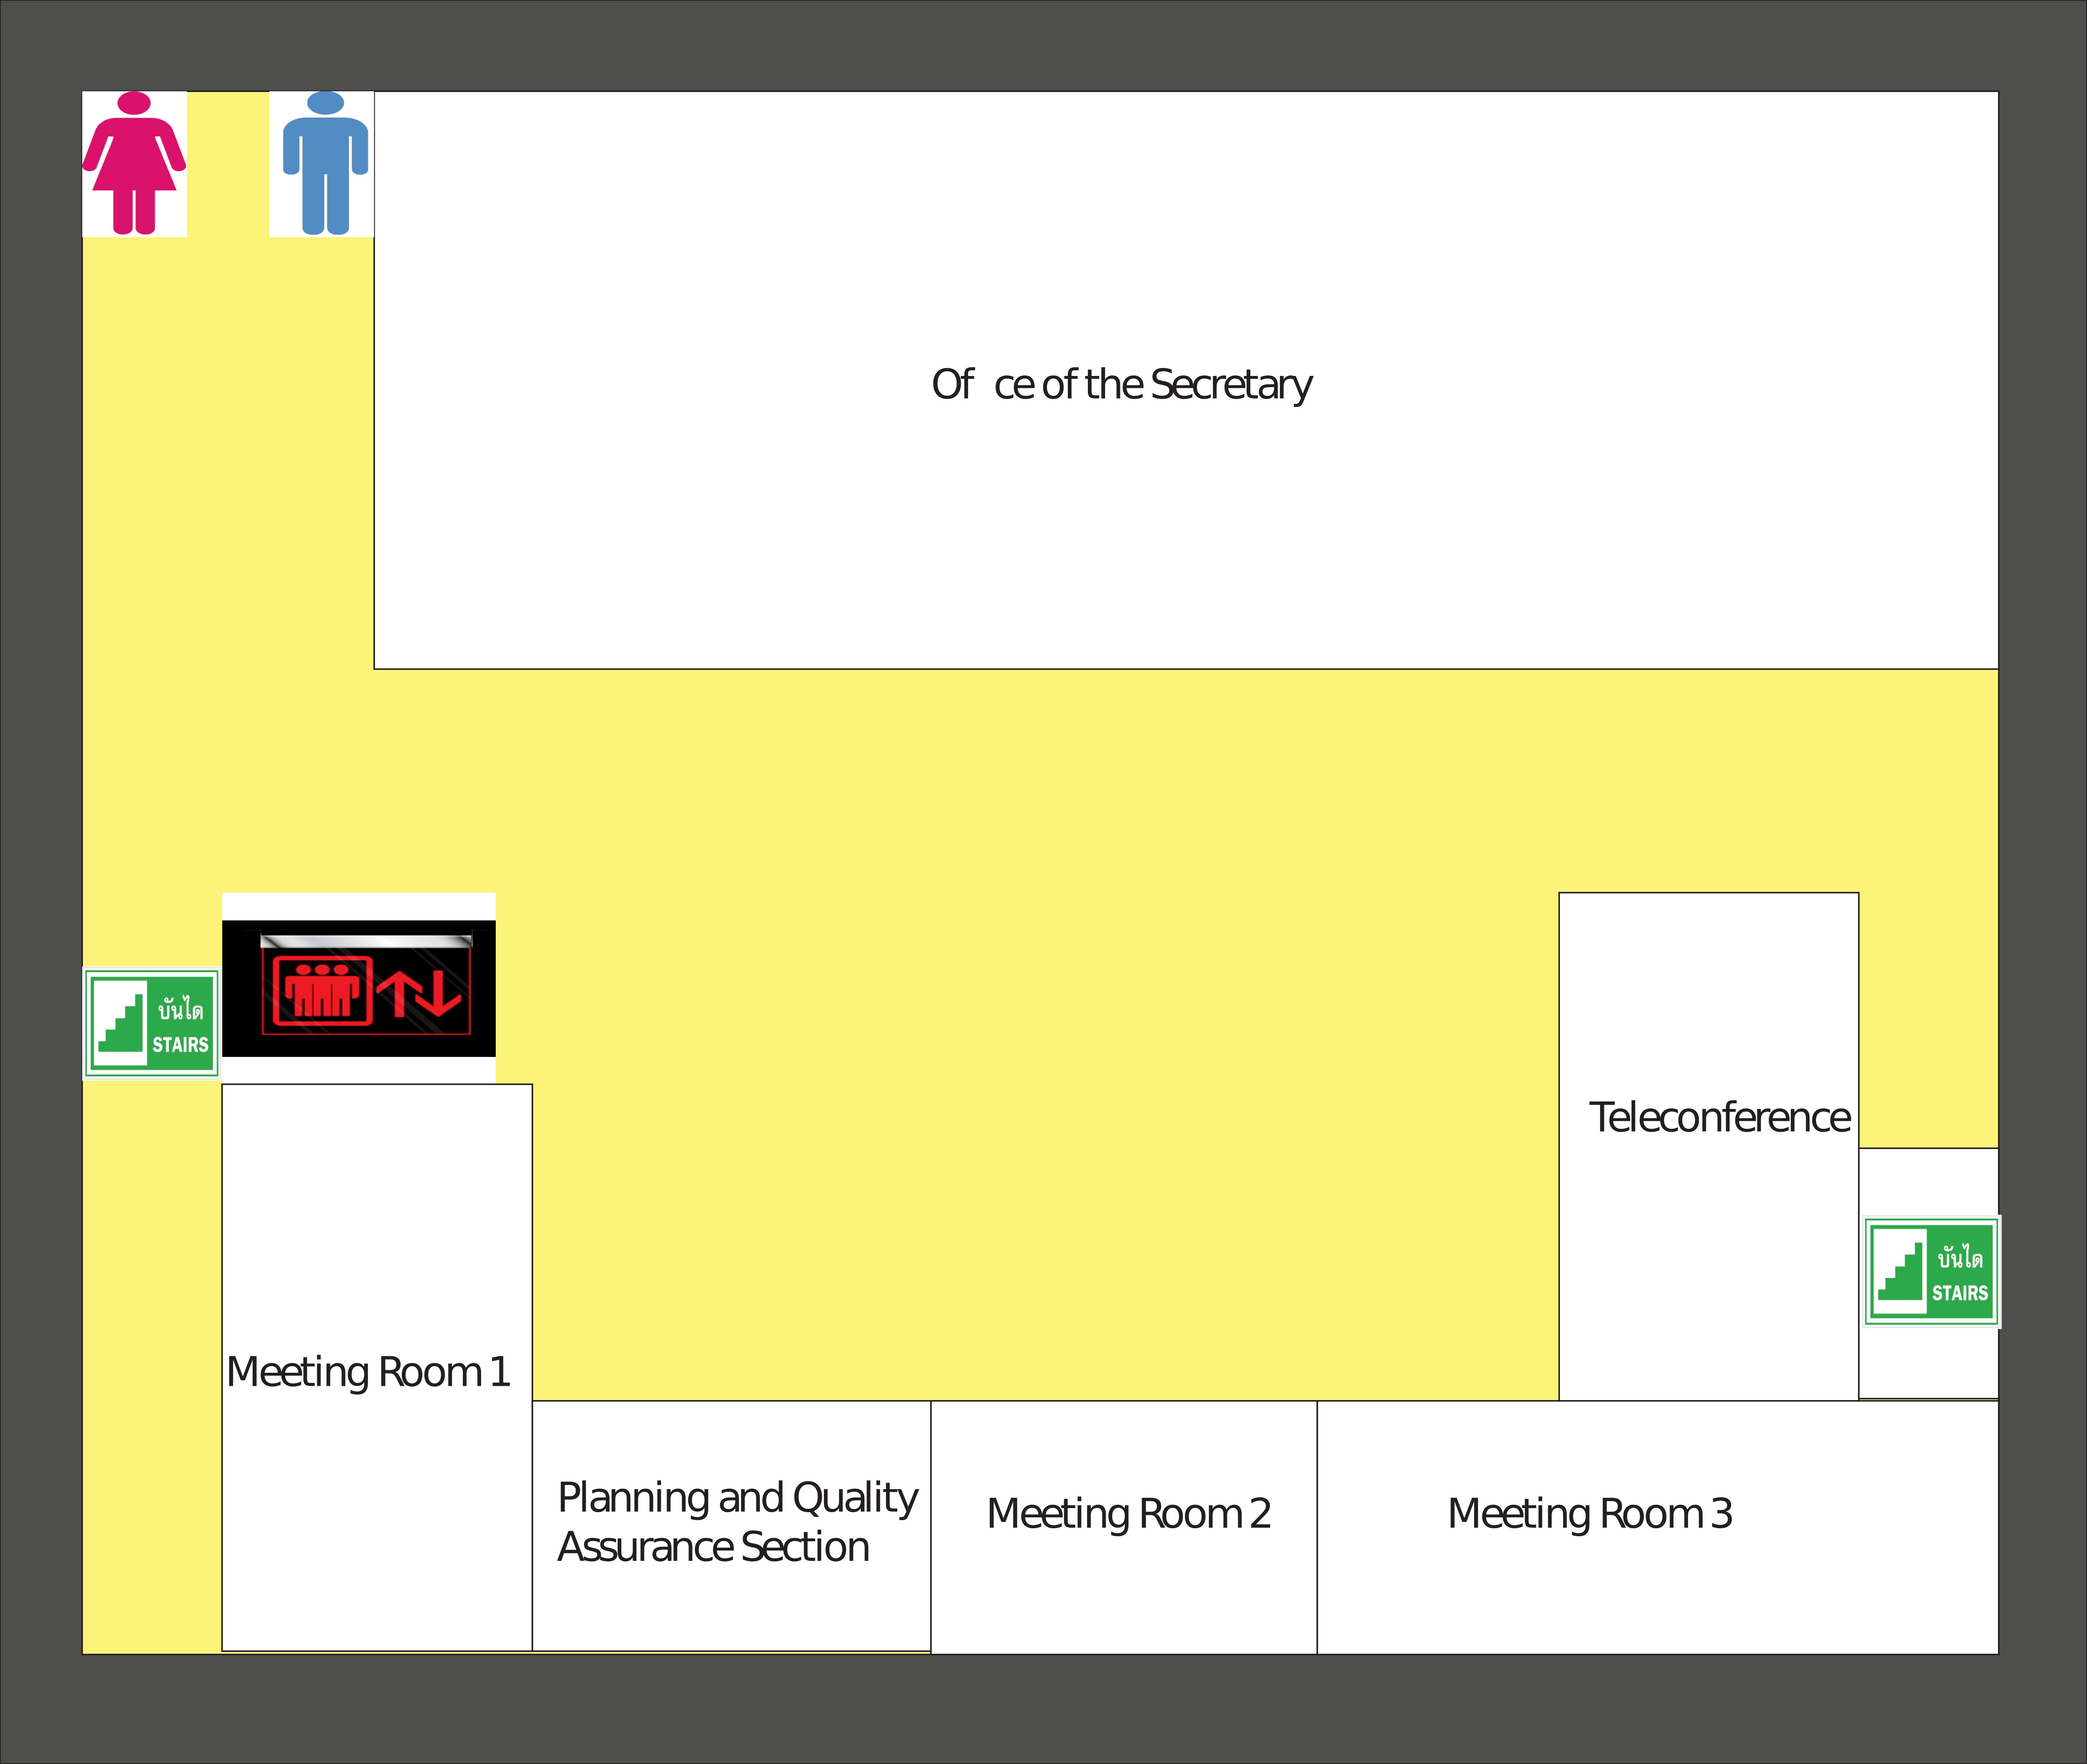 Of ce of the Secretary
บันได
STAIRS
Teleconference
บันได
STAIRS
Meeting Room 1
Planning and Quality
Assurance Section
Meeting Room 2
Meeting Room 3